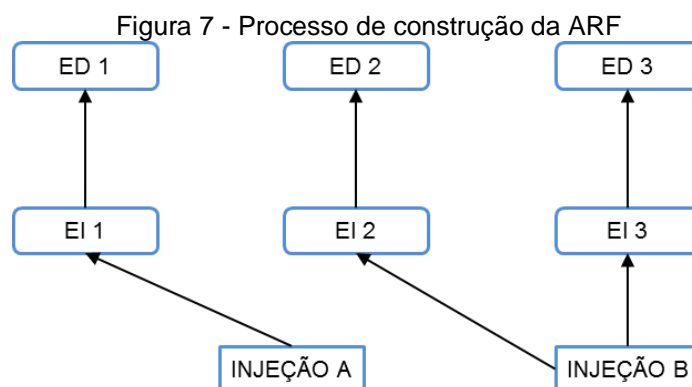 Figura 7 - Processo de construção da ARF
ED 1
ED 2
ED 3
EI 1
EI 2
EI 3
INJEÇÃO A
INJEÇÃO B